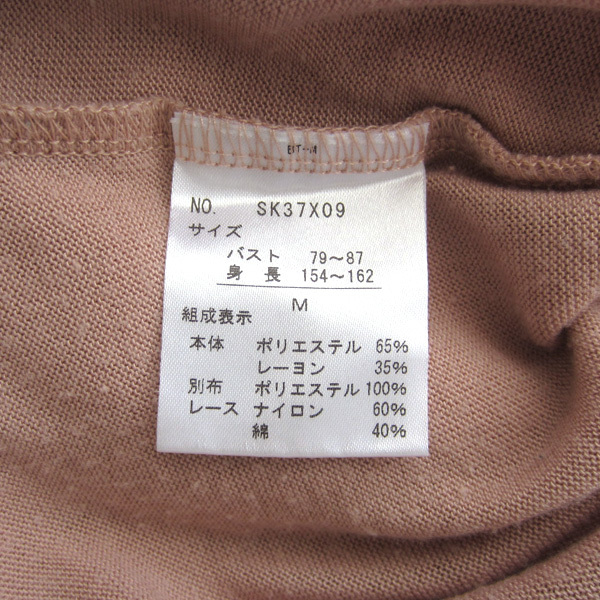 NO. SK37X09
サイズ
バスト 79～87
身長 154～162
M
組成表示
本体 ポリエステル 65%
レーヨン 35%
別布 ポリエステル 100%
レース ナイロン 60%
綿 40%